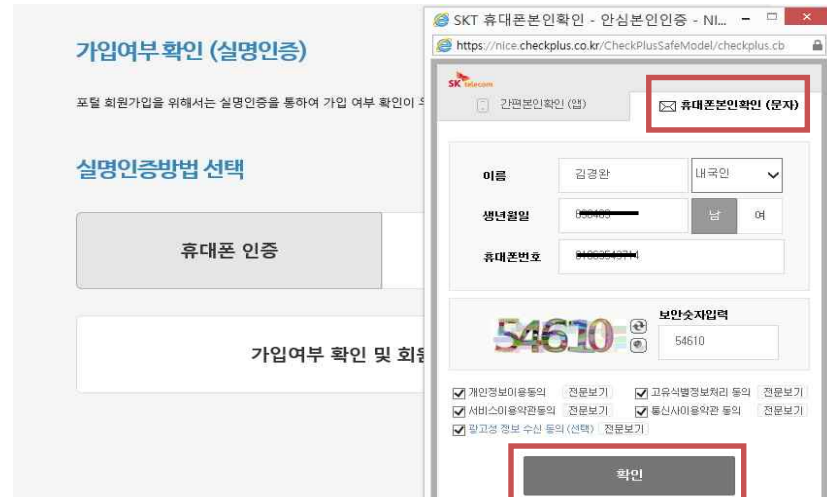 가입여부 확인 (실명인증)
포털 회원가입을 위해서는 실명인증을 통하여 가입 여부 확인이
실명인증방법 선택
휴대폰 인증
가입여부 확인 및
SKT 휴대폰본인확인 - 안심본인인증 - NI...
https://nice.checkplus.co.kr/CheckPlusSafeModel/checkplus.cb
SK telecom
간편본인확인 (앱)
휴대폰본인확인 (문자)
이름 김경완 내국인
생년월일 남 여
휴대폰번호
54610
보안숫자입력
54610
개인정보이용동의 전문보기 고유식별정보처리 동의 전문보기
서비스이용약관동의 전문보기 통신사이용약관 동의 전문보기
광고성 정보 수신 동의 (선택) 전문보기
확인